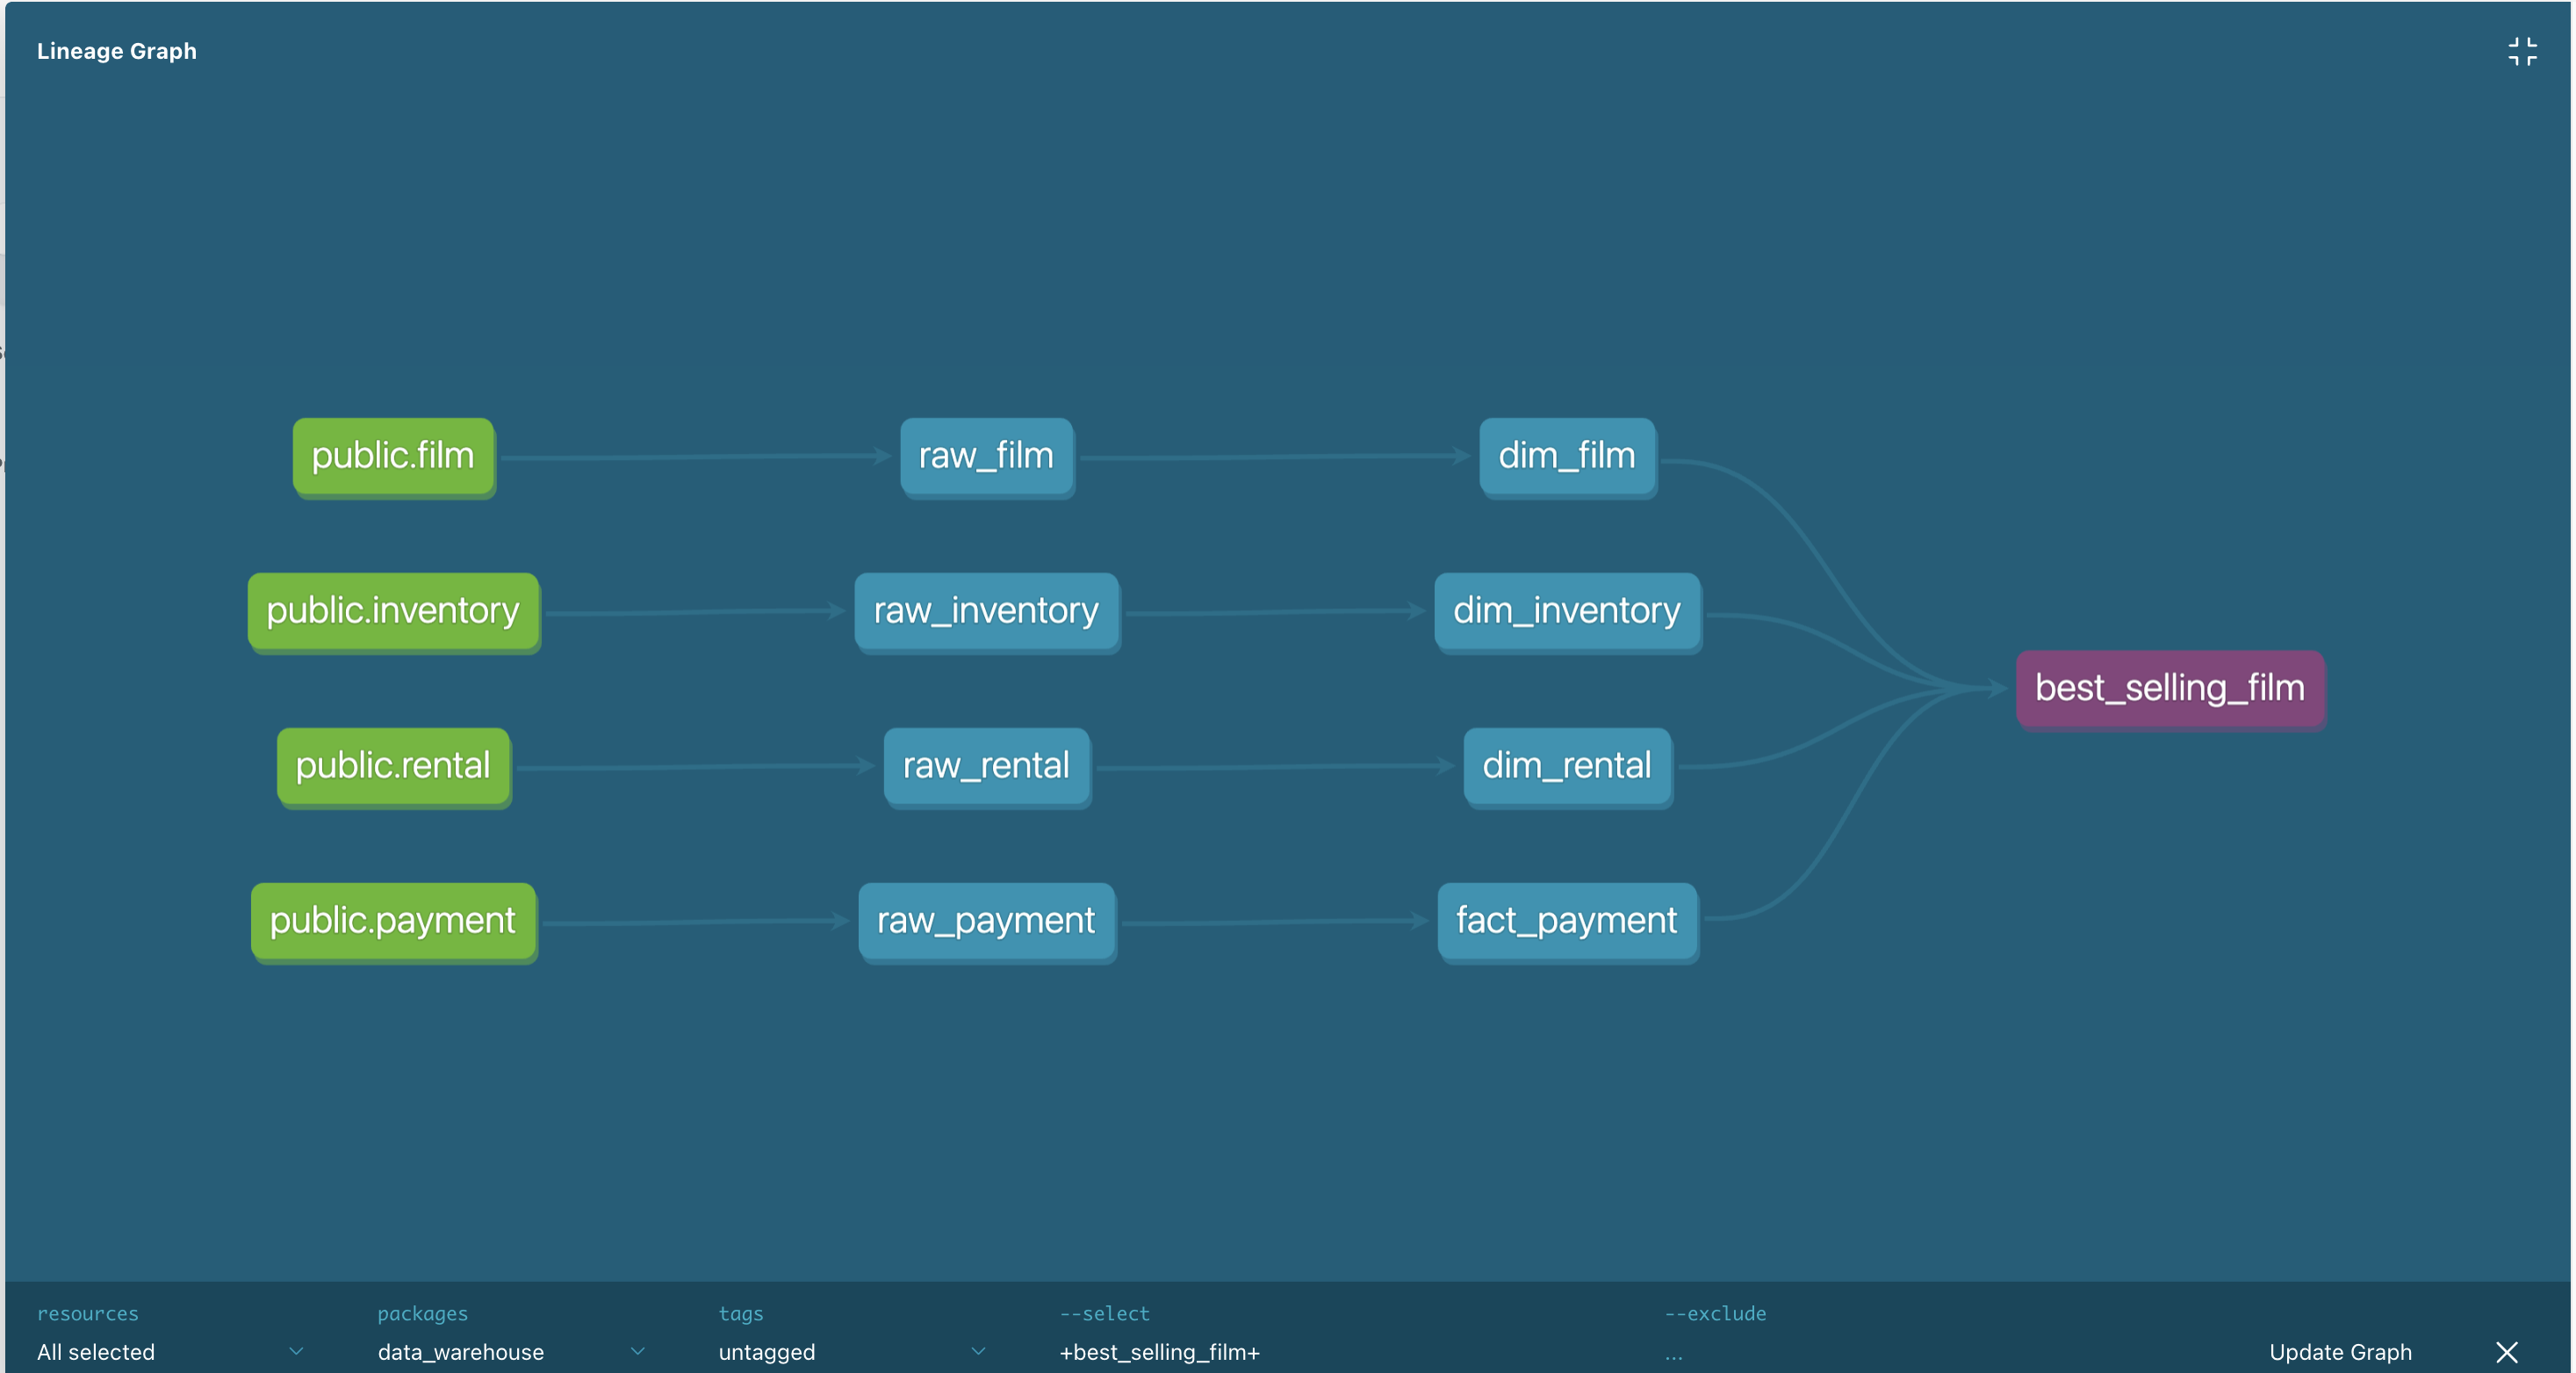 Lineage Graph
public.film
raw_film
dim_film
public.inventory
raw_inventory
dim_inventory
best_selling_film
public.rental
raw_rental
dim_rental
public.payment
raw_payment
fact_payment
resources
packages
tags
--select
--exclude
All selected
data_warehouse
untagged
+best_selling_film+
...
Update Graph